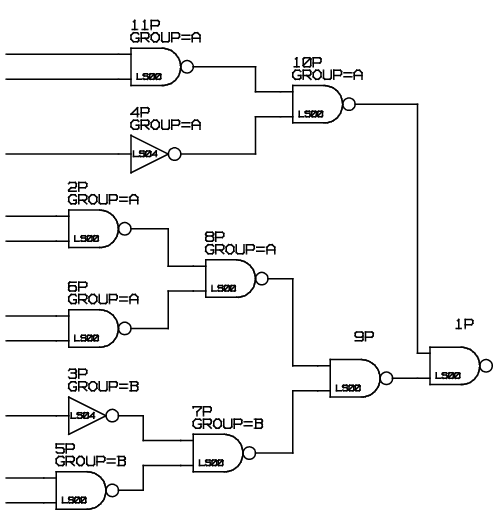 11P
GROUP=A
LS00
10P
GROUP=A
LS00
4P
GROUP=A
LS04
2P
GROUP=A
LS00
8P
GROUP=A
LS00
6P
GROUP=A
LS00
9P
LS00
1P
LS00
3P
GROUP=B
LS04
7P
GROUP=B
LS00
5P
GROUP=B
LS00